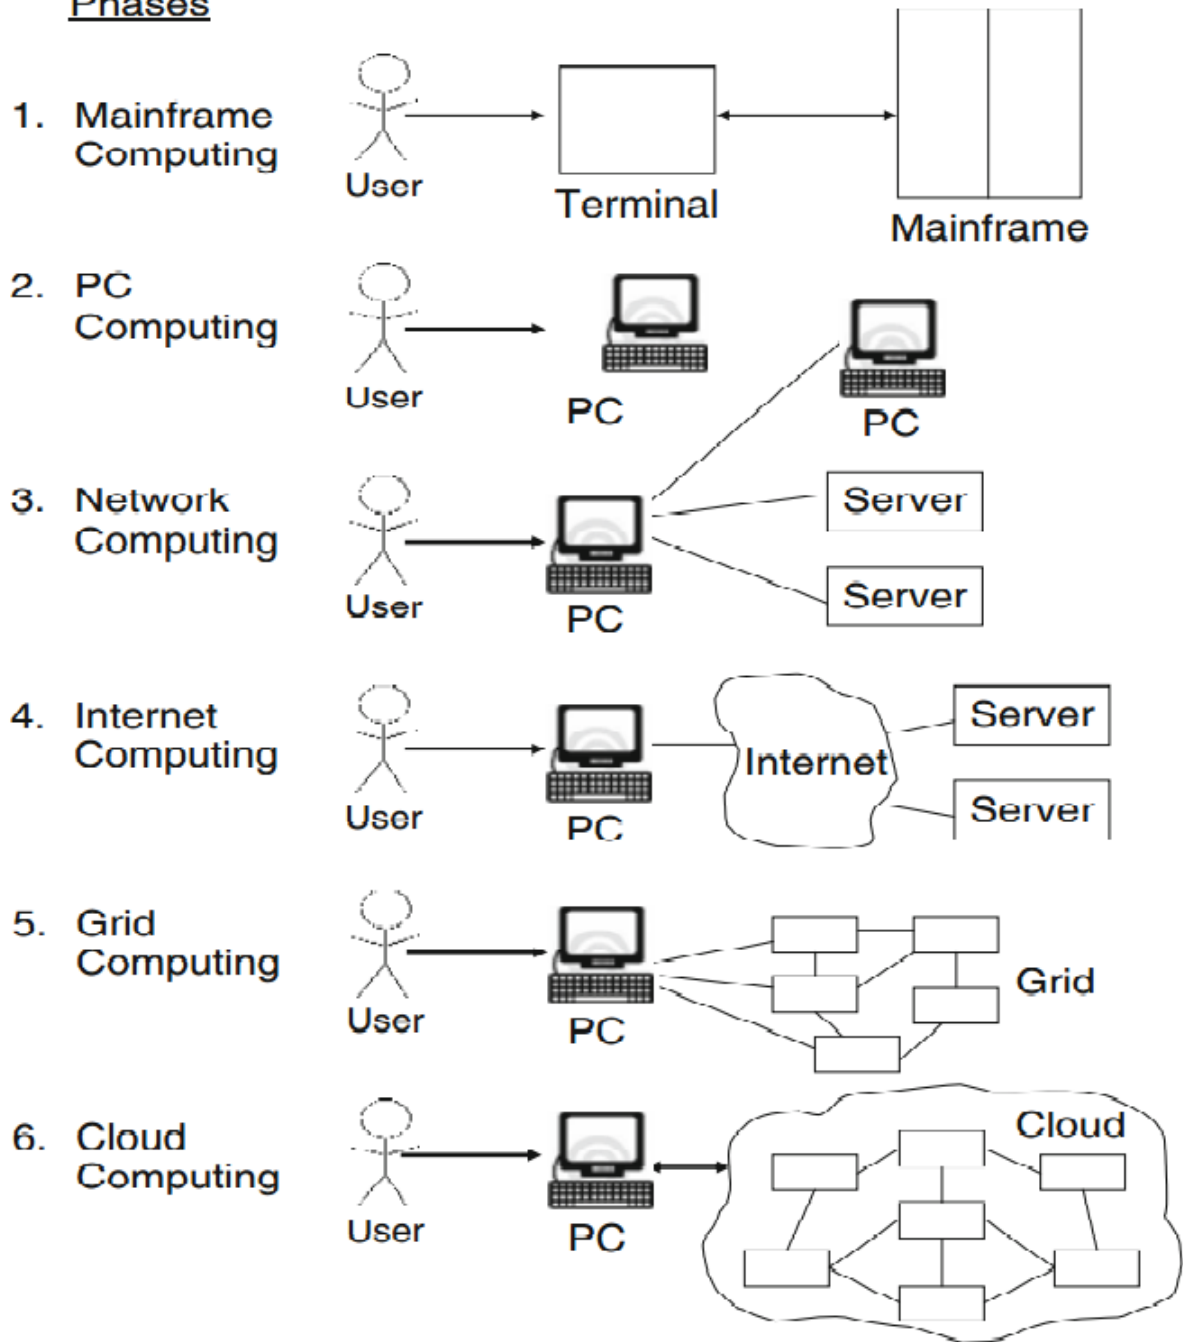 Phases
1. Mainframe
Computing
User
Terminal
Mainframe
2. PC
Computing
User
PC
PC
3. Network
Computing
User
PC
Server
Server
4. Internet
Computing
User
PC
Internet
Server
Server
5. Grid
Computing
User
PC
Grid
6. Cloud
Computing
User
PC
Cloud